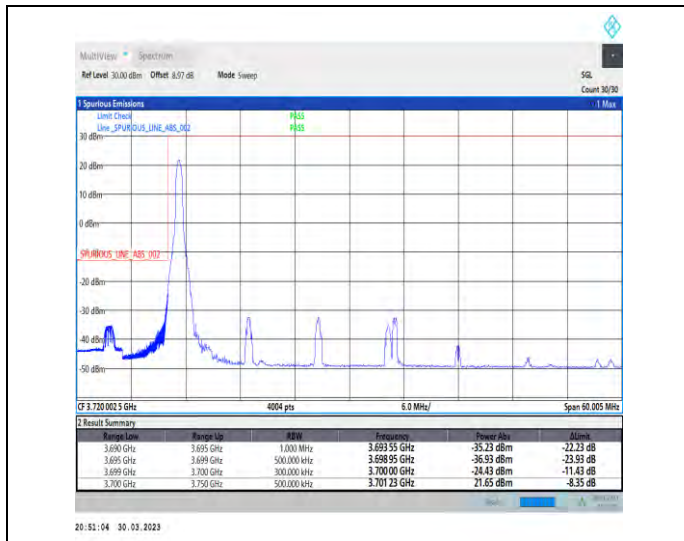 MultiView Spectrum
Ref Level 30.00 dBm Offset 8.97 dB Mode Sweep SGL
Count 30/30
1 Spurious Emissions 1 Max
Limit Check PASS
Line _SPURIOUS_LINE_ABS_002 PASS
30 dBm
20 dBm
10 dBm
0 dBm
SPURIOUS_LINE_ABS_002
-20 dBm
-30 dBm
-40 dBm
-50 dBm
CF 3.720 002 5 GHz 4004 pts 6.0 MHz/ Span 60.005 MHz
2 Result Summary
Range Low Range Up RBW Frequency Power Abs ΔLimit
3.690 GHz 3.695 GHz 1.000 MHz 3.693 55 GHz -35.23 dBm -22.23 dB
3.695 GHz 3.699 GHz 500.000 kHz 3.698 95 GHz -36.93 dBm -23.93 dB
3.699 GHz 3.700 GHz 300.000 kHz 3.700 00 GHz -24.43 dBm -11.43 dB
3.700 GHz 3.750 GHz 500.000 kHz 3.701 23 GHz 21.65 dBm -8.35 dB
20:51:04 30.03.2023